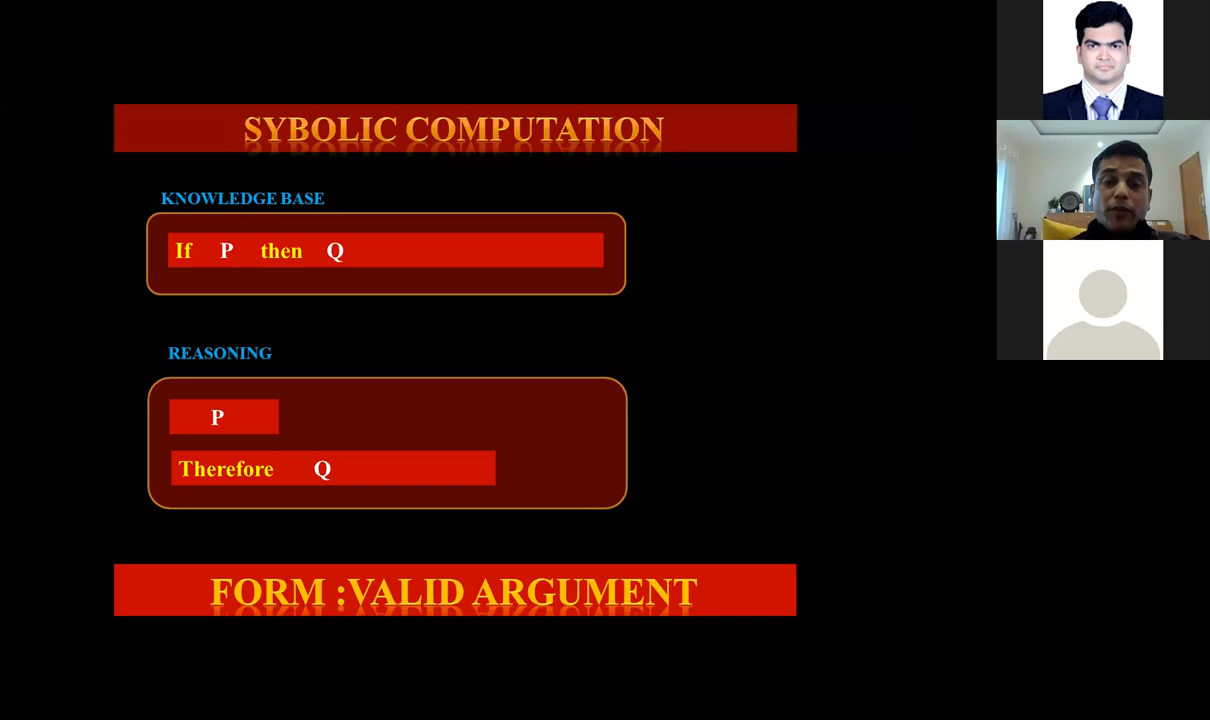 SYBOLIC COMPUTATION
KNOWLEDGE BASE
If P then Q
REASONING
P
Therefore Q
FORM :VALID ARGUMENT